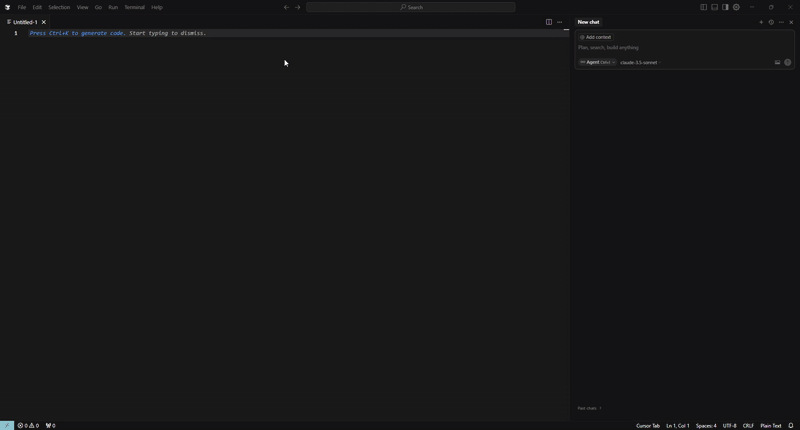 File Edit Selection View Go Run Terminal Help
Search
Untitled-1
1 Press Ctrl+K to generate code. Start typing to dismiss.
New chat
Add context
Plan, search, build anything
Agent Ctrl+I claude-3.5-sonnet
Past chats
0 0 0
Cursor Tab Ln 1, Col 1 Spaces: 4 UTF-8 CRLF Plain Text